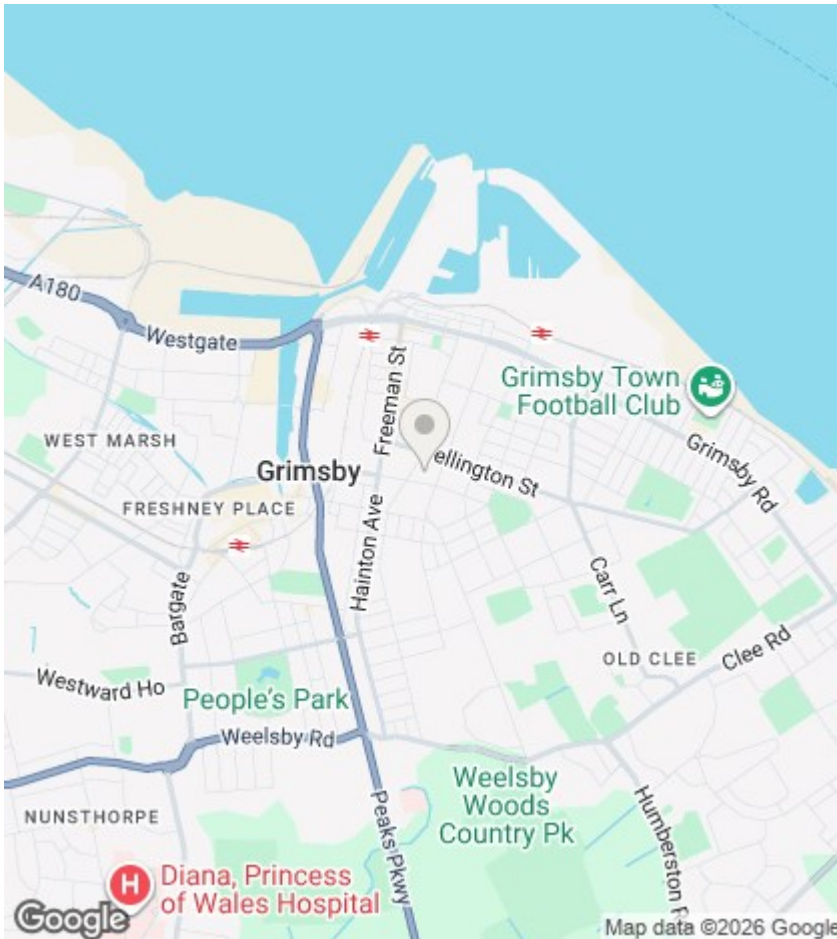 A180
Westgate
Freeman St
Grimsby Town
Football Club
WEST MARSH
ellington St
Grimsby
Grimsby Rd
FRESHNEY PLACE
Hainton Ave
Bargate
Carr Ln
OLD CLEE
Clee Rd
Westward Ho
People's Park
Weelsby Rd
Weelsby
Woods
Country Pk
NUNSTHORPE
Peaks Pkwy
Humberston R
H
Diana, Princess
of Wales Hospital
Google
Map data ©2026 Google